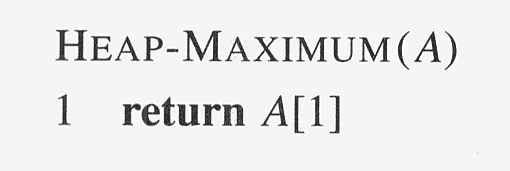 HEAP-MAXIMUM(A)
1 return A[1]